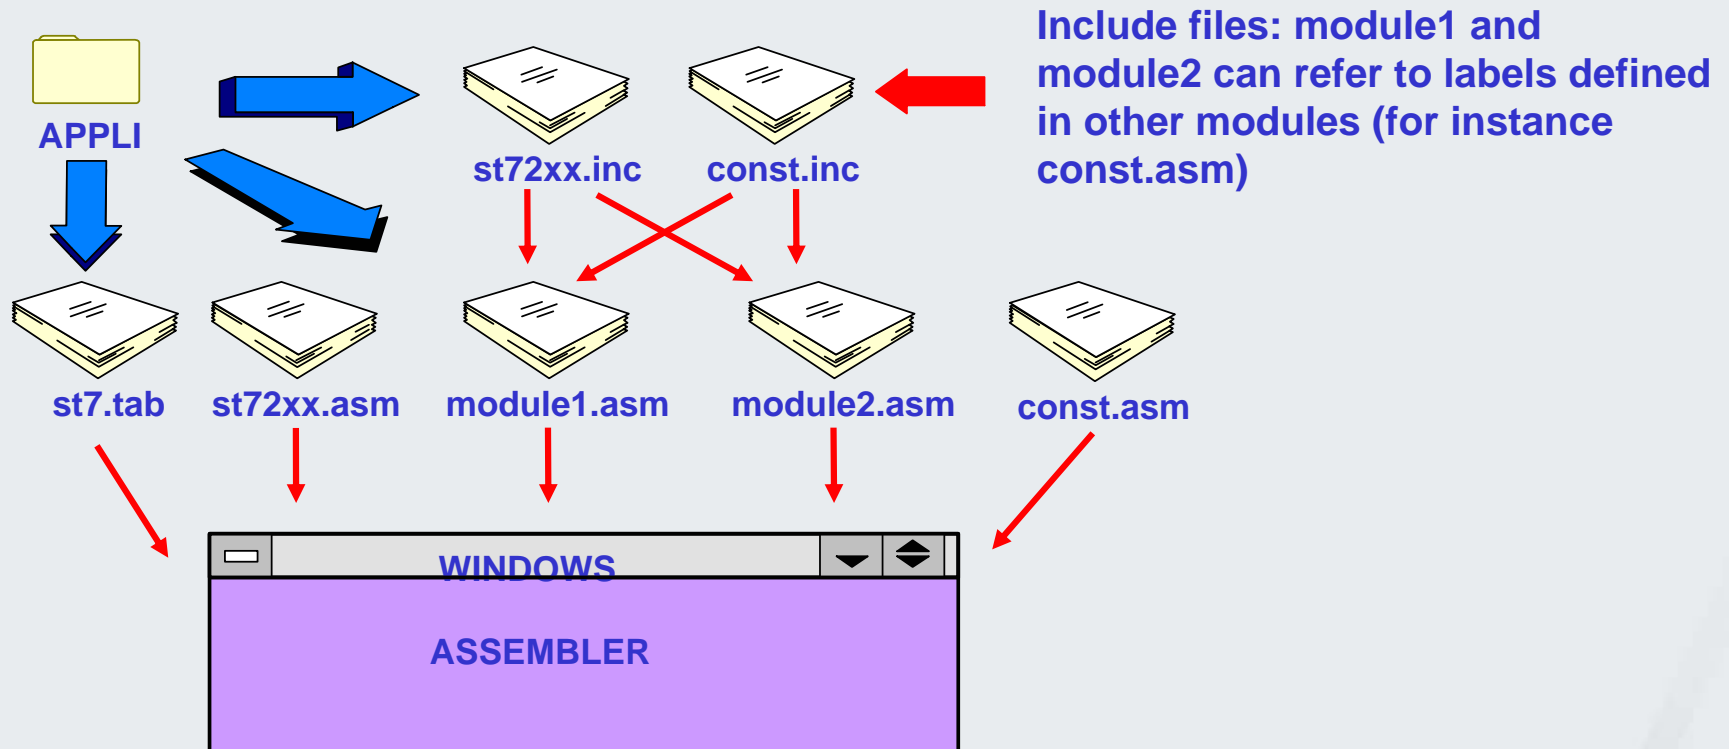 Include files: module1 and
module2 can refer to labels defined
in other modules (for instance
const.asm)
APPLI
st72xx.inc
const.inc
st7.tab
st72xx.asm
module1.asm
module2.asm
const.asm
WINDOWS
ASSEMBLER